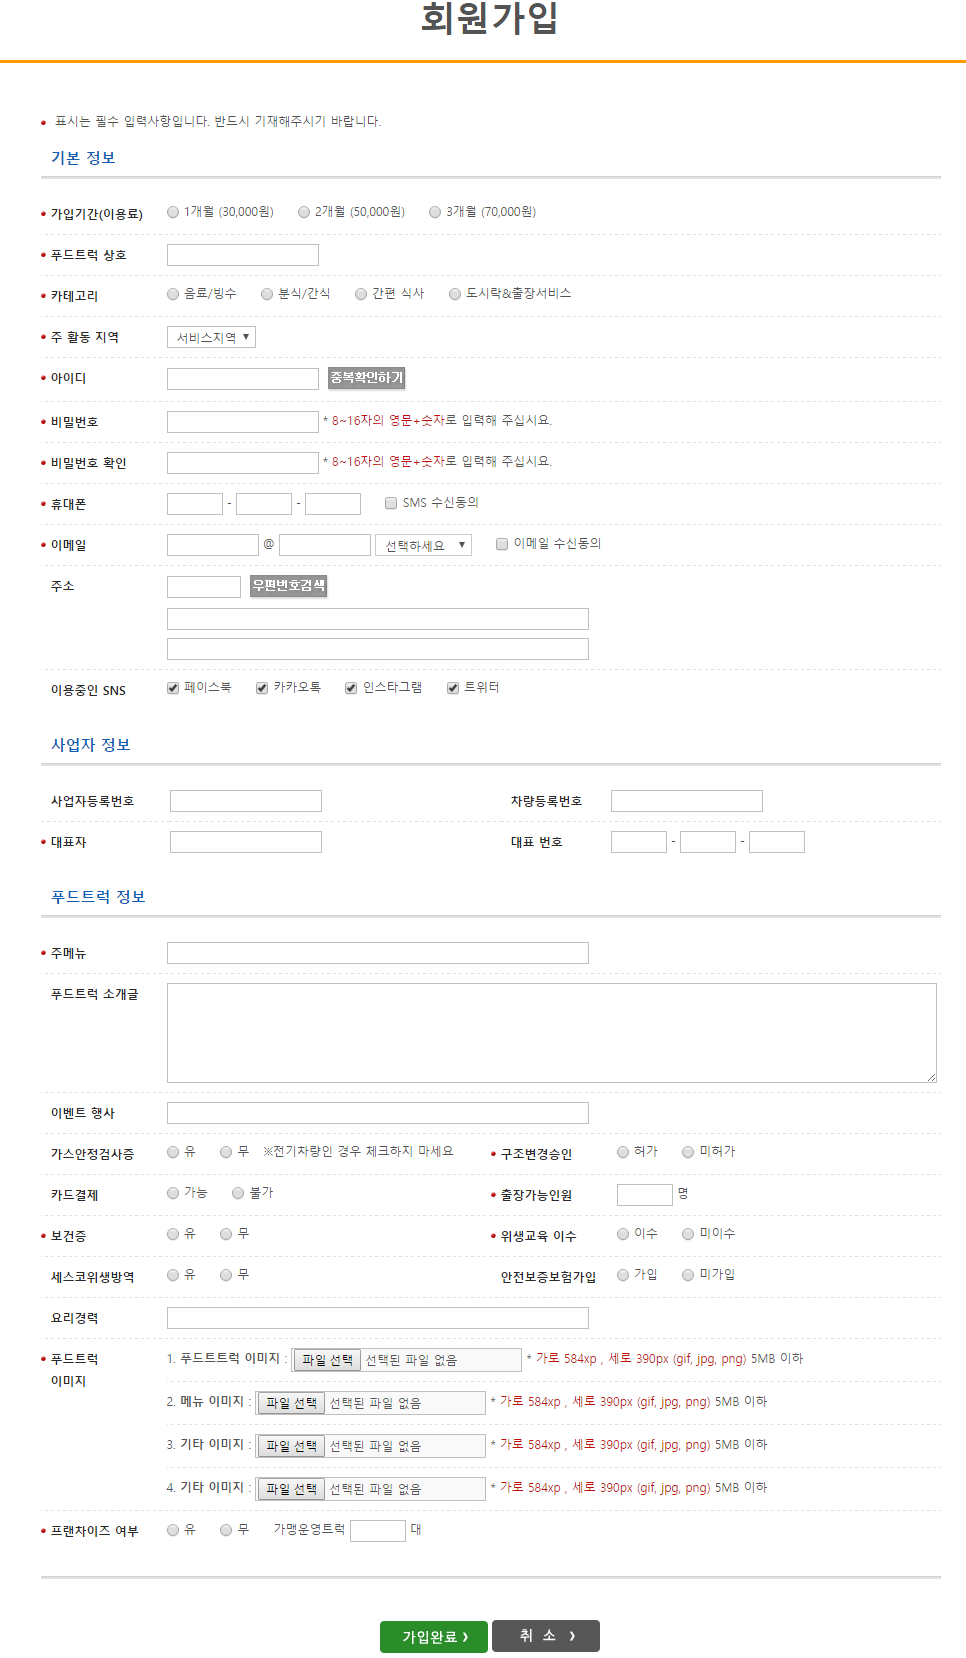 회원가입
표시는 필수 입력사항입니다. 반드시 기재해주시기 바랍니다.
기본 정보
가입기간(이용료) 1개월 (30,000원) 2개월 (50,000원) 3개월 (70,000원)
푸드트럭 상호
카테고리 음료/빙수 분식/간식 간편 식사 도시락&출장서비스
주 활동 지역 서비스지역
아이디 중복확인하기
비밀번호 * 8~16자의 영문+숫자로 입력해 주십시요.
비밀번호 확인 * 8~16자의 영문+숫자로 입력해 주십시요.
휴대폰 - - SMS 수신동의
이메일 @ 선택하세요 이메일 수신동의
주소 우편번호검색
이용중인 SNS 페이스북 카카오톡 인스타그램 트위터
사업자 정보
사업자등록번호 차량등록번호
대표자 대표 번호 - -
푸드트럭 정보
주메뉴
푸드트럭 소개글
이벤트 행사
가스안정검사증 유 무 ※전기차량인 경우 체크하지 마세요 구조변경승인 허가 미허가
카드결제 가능 불가 출장가능인원 명
보건증 유 무 위생교육 이수 이수 미이수
세스코위생방역 유 무 안전보증보험가입 가입 미가입
요리경력
푸드트럭 1. 푸드트트럭 이미지 : 파일 선택 선택된 파일 없음 * 가로 584xp , 세로 390px (gif, jpg, png) 5MB 이하
이미지
2. 메뉴 이미지 : 파일 선택 선택된 파일 없음 * 가로 584xp , 세로 390px (gif, jpg, png) 5MB 이하
3. 기타 이미지 : 파일 선택 선택된 파일 없음 * 가로 584xp , 세로 390px (gif, jpg, png) 5MB 이하
4. 기타 이미지 : 파일 선택 선택된 파일 없음 * 가로 584xp , 세로 390px (gif, jpg, png) 5MB 이하
프랜차이즈 여부 유 무 가맹운영트럭 대
가입완료 › 취 소 ›